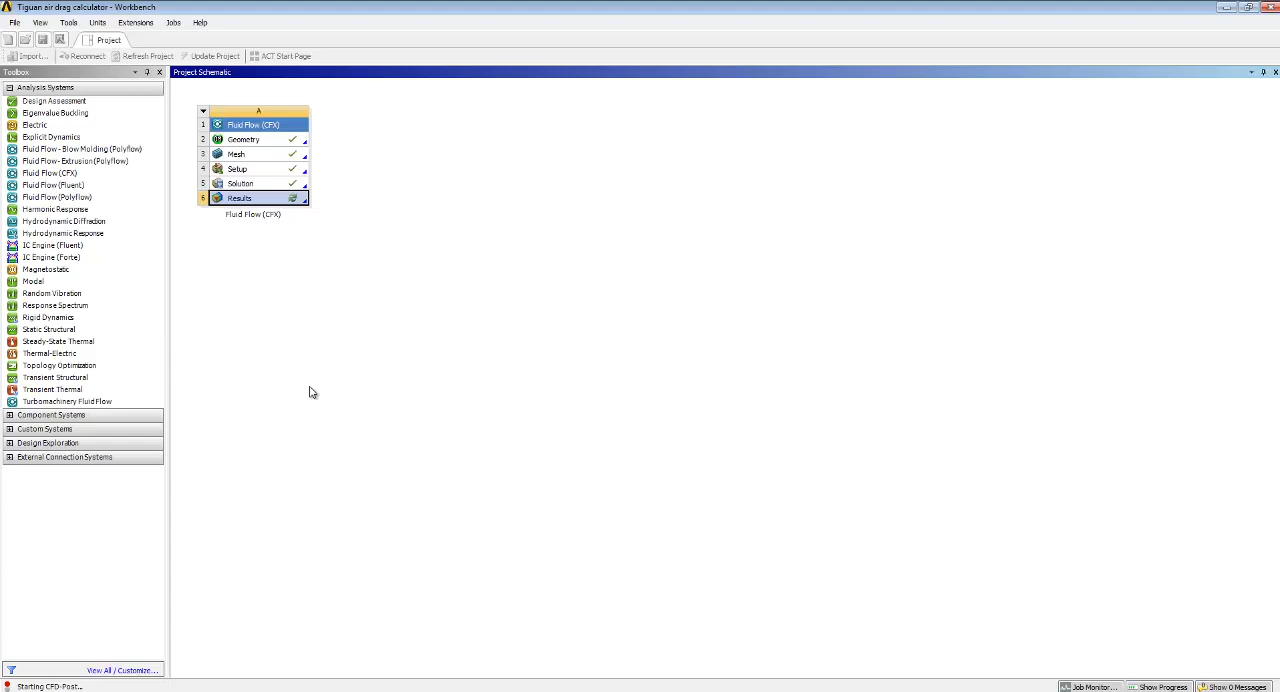 Tiguan air drag calculator - Workbench
File View Tools Units Extensions Jobs Help
Project
Import... Reconnect Refresh Project Update Project ACT Start Page
Toolbox
Project Schematic
Analysis Systems
Design Assessment
Eigenvalue Buckling
Electric
Explicit Dynamics
Fluid Flow - Blow Molding (Polyflow)
Fluid Flow - Extrusion (Polyflow)
Fluid Flow (CFX)
Fluid Flow (Fluent)
Fluid Flow (Polyflow)
Harmonic Response
Hydrodynamic Diffraction
Hydrodynamic Response
IC Engine (Fluent)
IC Engine (Forte)
Magnetostatic
Modal
Random Vibration
Response Spectrum
Rigid Dynamics
Static Structural
Steady-State Thermal
Thermal-Electric
Topology Optimization
Transient Structural
Transient Thermal
Turbomachinery Fluid Flow
Component Systems
Custom Systems
Design Exploration
External Connection Systems
View All / Customize...
A
1 Fluid Flow (CFX)
2 Geometry
3 Mesh
4 Setup
5 Solution
6 Results
Fluid Flow (CFX)
Starting CFD-Post...
Job Monitor... Show Progress Show 0 Messages